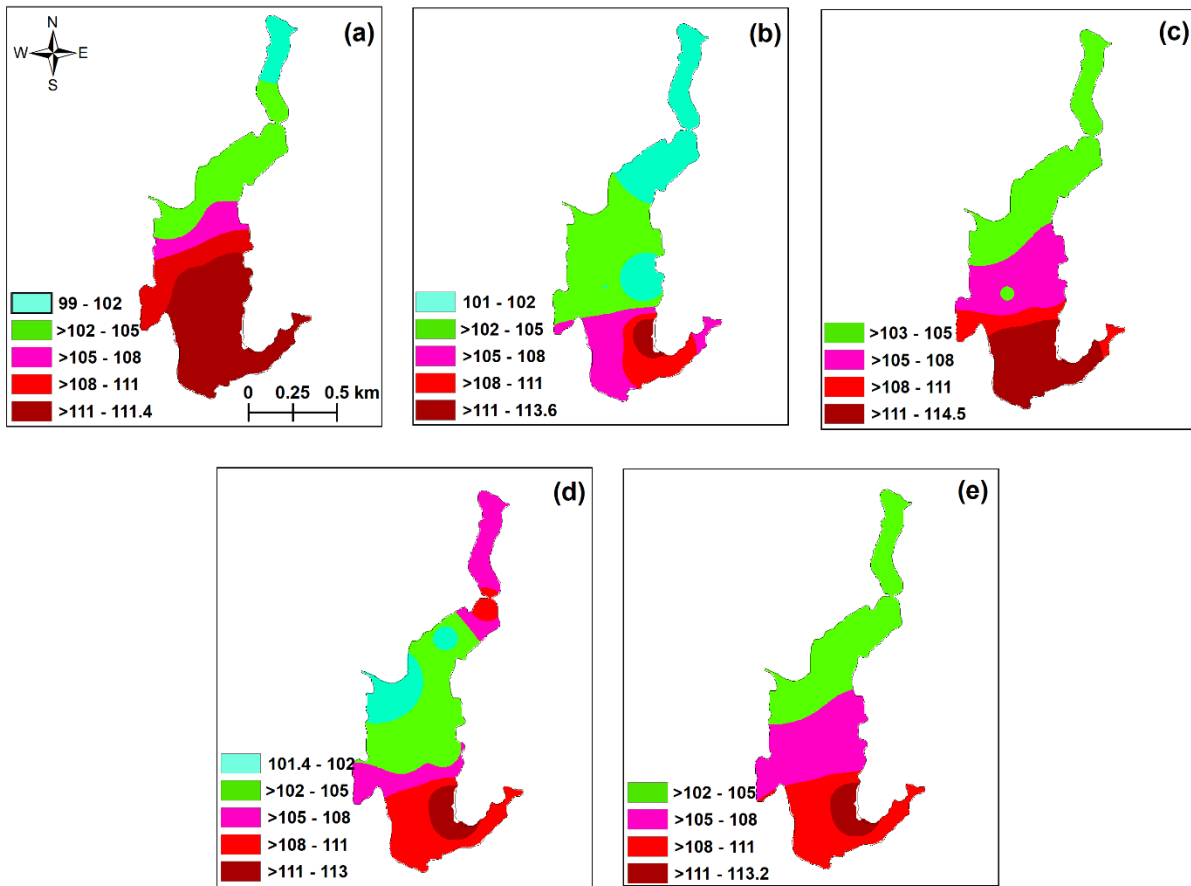 (a)
N
W E
S
99 - 102
>102 - 105
>105 - 108
>108 - 111
>111 - 111.4
0 0.25 0.5 km
(b)
101 - 102
>102 - 105
>105 - 108
>108 - 111
>111 - 113.6
(c)
>103 - 105
>105 - 108
>108 - 111
>111 - 114.5
(d)
101.4 - 102
>102 - 105
>105 - 108
>108 - 111
>111 - 113
(e)
>102 - 105
>105 - 108
>108 - 111
>111 - 113.2